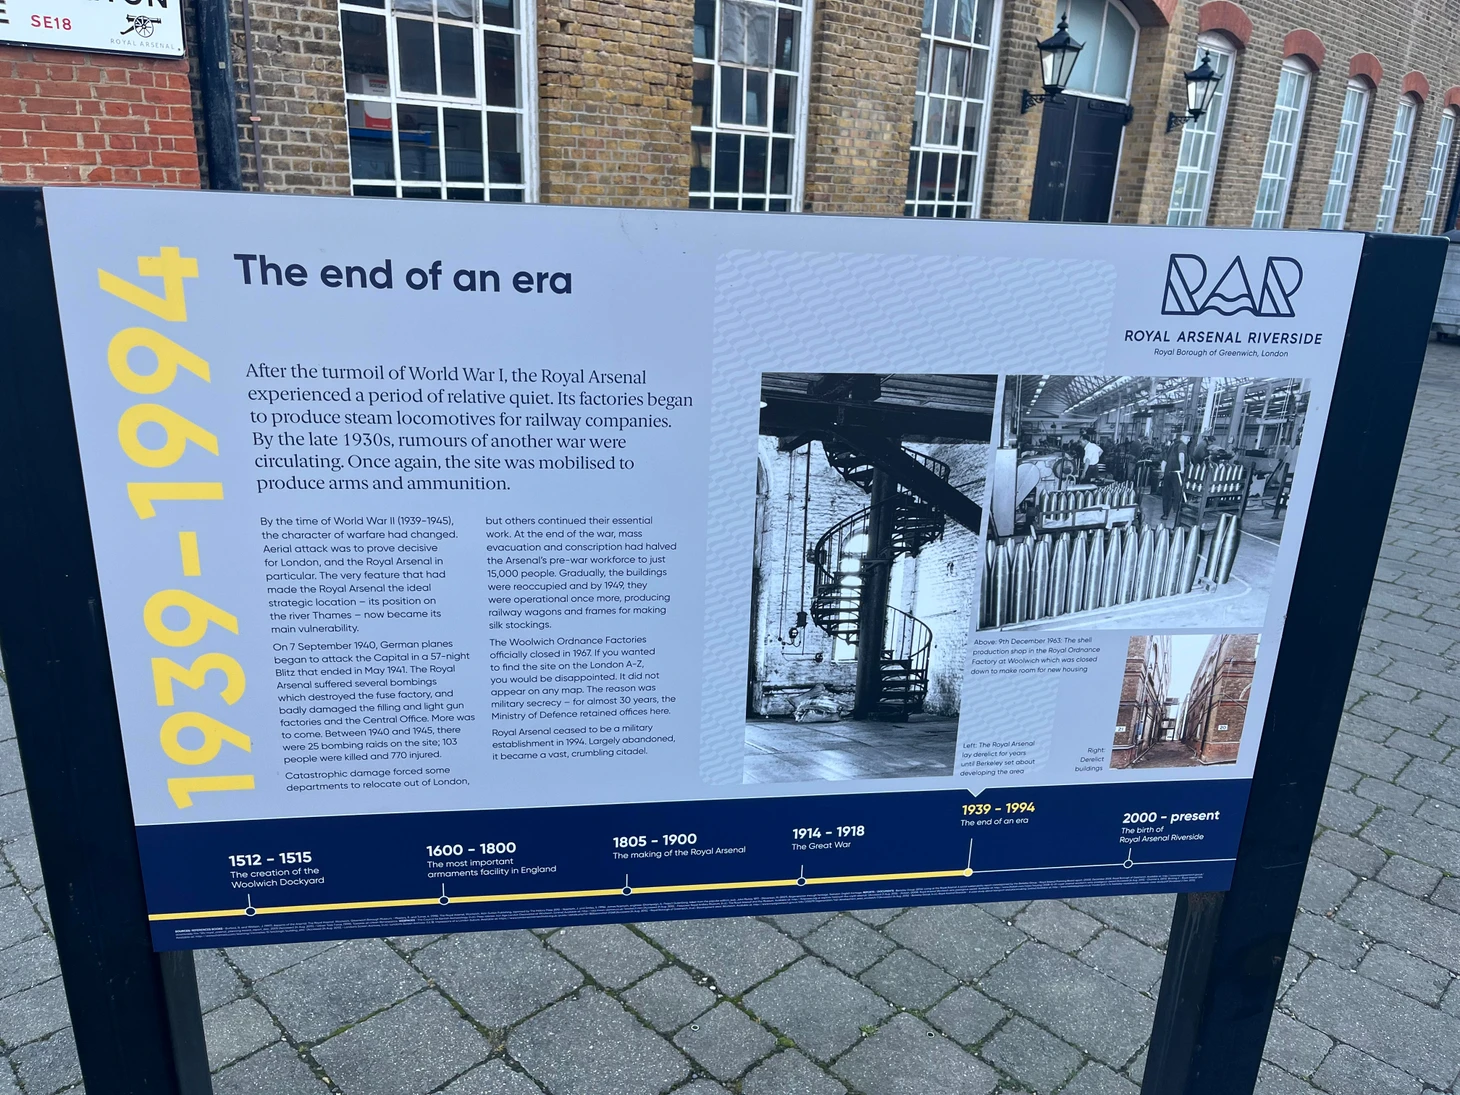 TON
E SE18
ROYAL ARSENAL
1939–1994
The end of an era
RAR
ROYAL ARSENAL RIVERSIDE
Royal Borough of Greenwich, London
After the turmoil of World War I, the Royal Arsenal
experienced a period of relative quiet. Its factories began
to produce steam locomotives for railway companies.
By the late 1930s, rumours of another war were
circulating. Once again, the site was mobilised to
produce arms and ammunition.
By the time of World War II (1939–1945),
the character of warfare had changed.
Aerial attack was to prove decisive
for London, and the Royal Arsenal in
particular. The very feature that had
made the Royal Arsenal the ideal
strategic location – its position on
the river Thames – now became its
main vulnerability.
On 7 September 1940, German planes
began to attack the Capital in a 57-night
Blitz that ended in May 1941. The Royal
Arsenal suffered several bombings
which destroyed the fuse factory, and
badly damaged the filling and light gun
factories and the Central Office. More was
to come. Between 1940 and 1945, there
were 25 bombing raids on the site; 103
people were killed and 770 injured.
Catastrophic damage forced some
departments to relocate out of London,
but others continued their essential
work. At the end of the war, mass
evacuation and conscription had halved
the Arsenal's pre-war workforce to just
15,000 people. Gradually, the buildings
were reoccupied and by 1949, they
were operational once more, producing
railway wagons and frames for making
silk stockings.
The Woolwich Ordnance Factories
officially closed in 1967. If you wanted
to find the site on the London A-Z,
you would be disappointed. It did not
appear on any map. The reason was
military secrecy – for almost 30 years, the
Ministry of Defence retained offices here.
Royal Arsenal ceased to be a military
establishment in 1994. Largely abandoned,
it became a vast, crumbling citadel.
Above: 9th December 1963: The shell
production shop in the Royal Ordnance
Factory at Woolwich which was closed
down to make room for new housing
Left: The Royal Arsenal
lay derelict for years
until Berkeley set about
developing the area
Right:
Derelict
buildings
1512 – 1515
The creation of the
Woolwich Dockyard
1600 – 1800
The most important
armaments facility in England
1805 – 1900
The making of the Royal Arsenal
1914 – 1918
The Great War
1939 – 1994
The end of an era
2000 – present
The birth of
Royal Arsenal Riverside